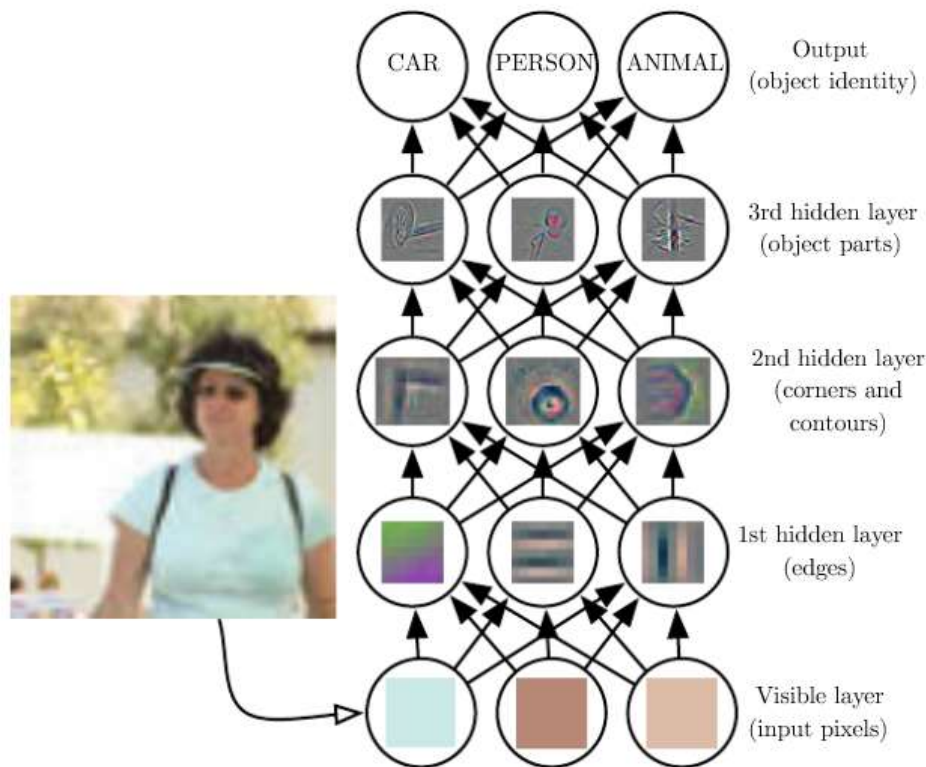 CAR PERSON ANIMAL
Output
(object identity)
3rd hidden layer
(object parts)
2nd hidden layer
(corners and
contours)
1st hidden layer
(edges)
Visible layer
(input pixels)